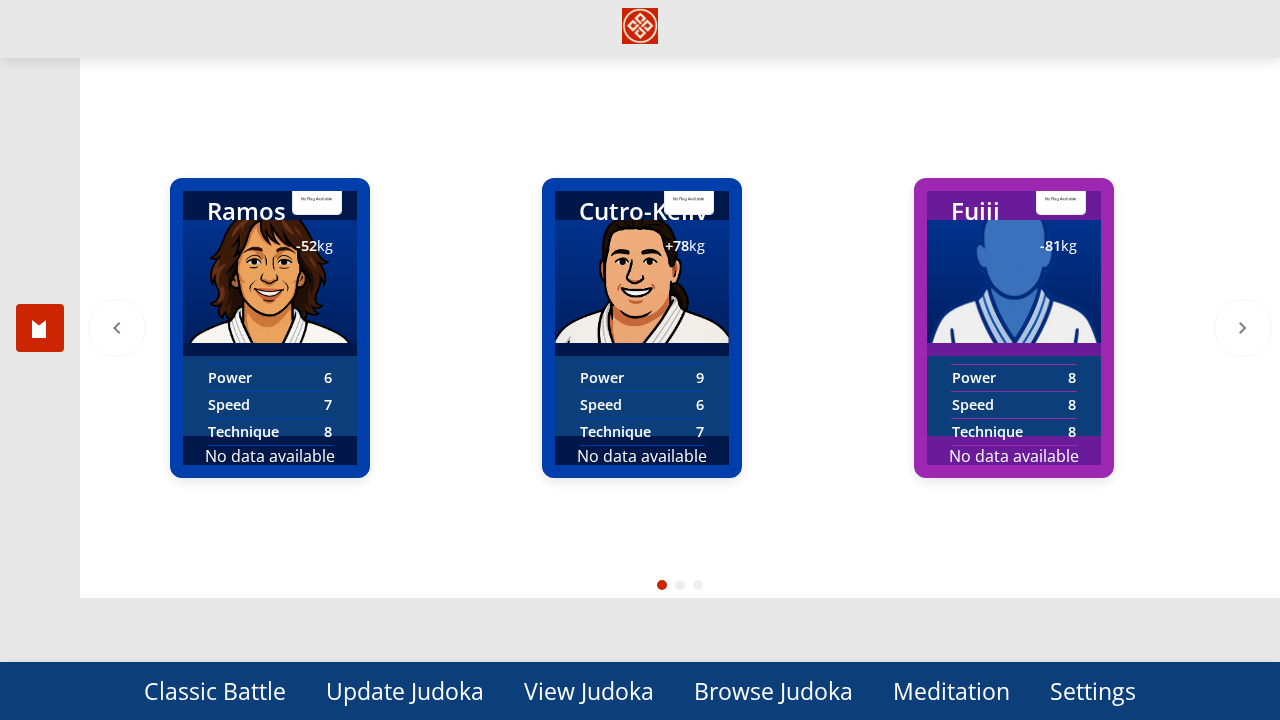 Ramos
No Flag Available
-52kg
Power 6
Speed 7
Technique 8
No data available
Cutro-Kelly
No Flag Available
+78kg
Power 9
Speed 6
Technique 7
No data available
Fujii
No Flag Available
-81kg
Power 8
Speed 8
Technique 8
No data available
Classic Battle Update Judoka View Judoka Browse Judoka Meditation Settings